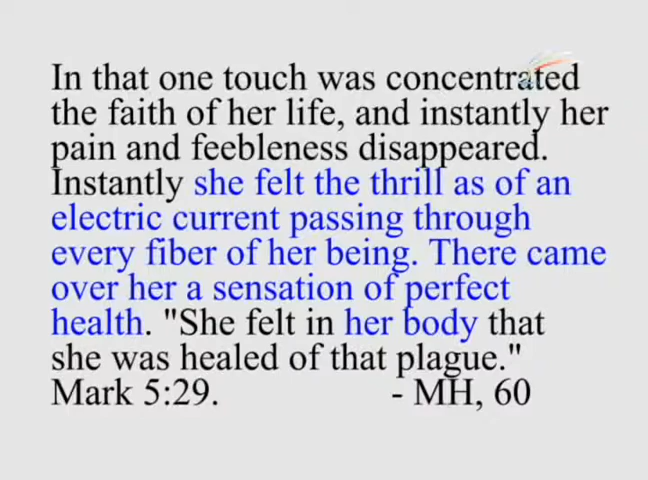 In that one touch was concentrated
the faith of her life, and instantly her
pain and feebleness disappeared.
Instantly she felt the thrill as of an
electric current passing through
every fiber of her being. There came
over her a sensation of perfect
health. "She felt in her body that
she was healed of that plague."
Mark 5:29. - MH, 60